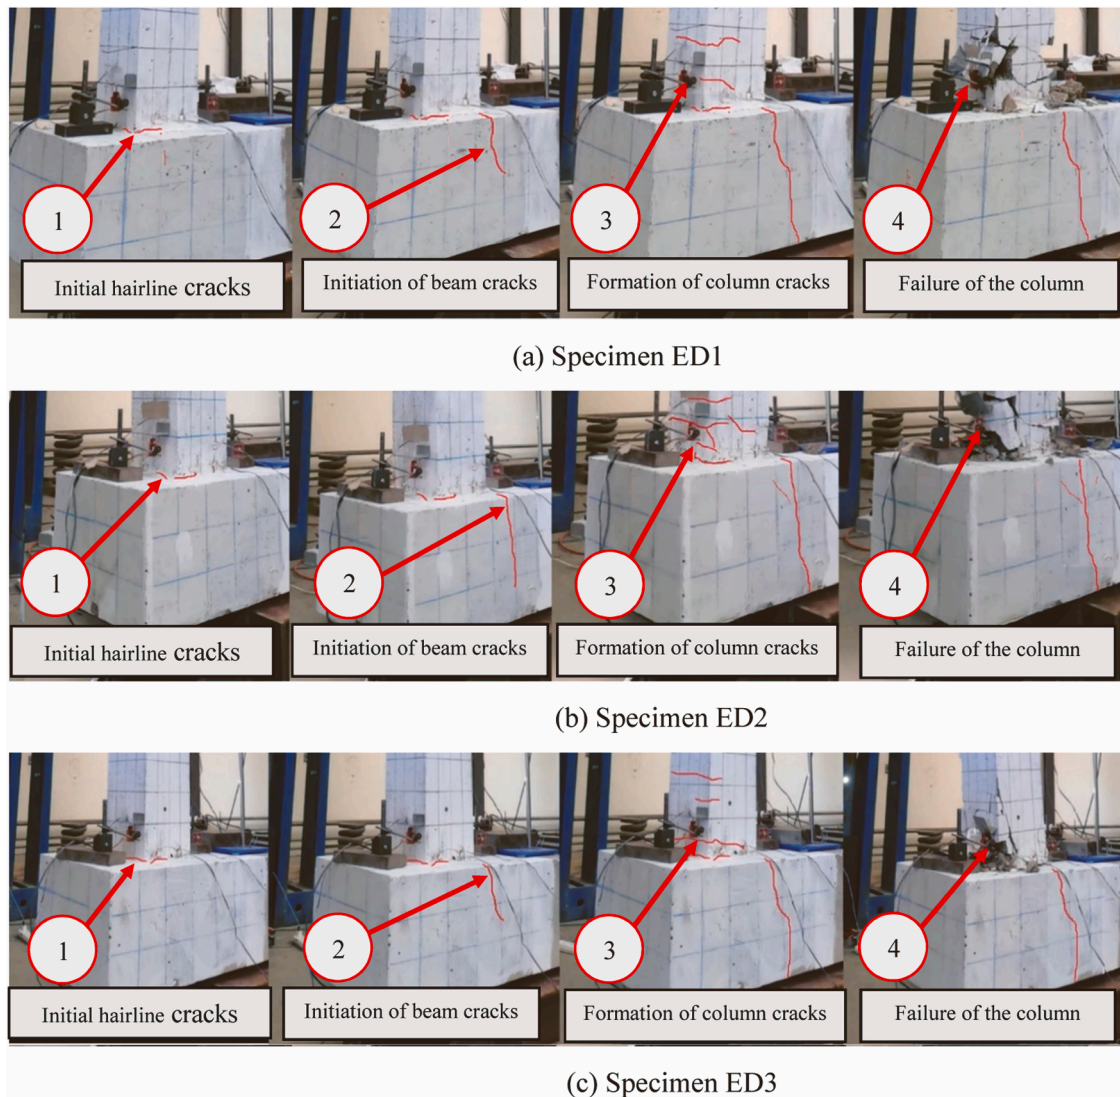 1
2
3
4
Initial hairline cracks
Initiation of beam cracks
Formation of column cracks
Failure of the column
(a) Specimen ED1
1
2
3
4
Initial hairline cracks
Initiation of beam cracks
Formation of column cracks
Failure of the column
(b) Specimen ED2
1
2
3
4
Initial hairline cracks
Initiation of beam cracks
Formation of column cracks
Failure of the column
(c) Specimen ED3